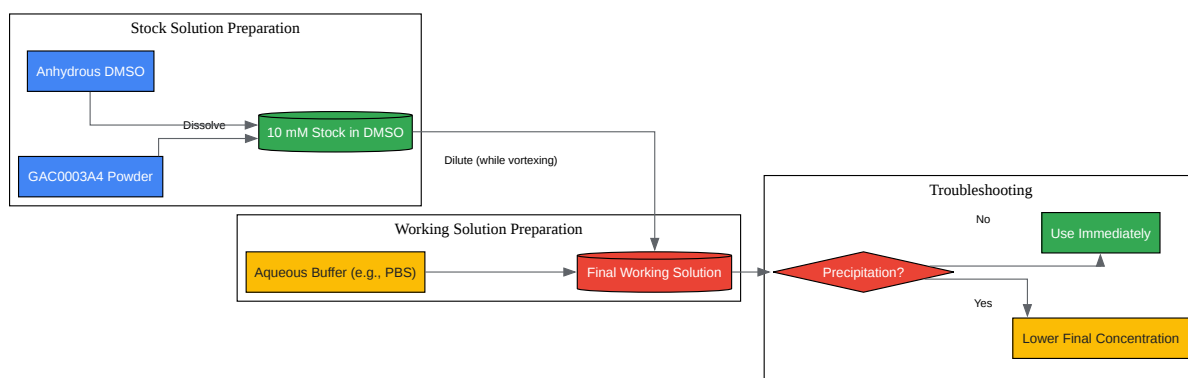 Stock Solution Preparation
Anhydrous DMSO
Dissolve
10 mM Stock in DMSO
GAC0003A4 Powder
Dilute (while vortexing)
Working Solution Preparation
Aqueous Buffer (e.g., PBS)
Final Working Solution
Troubleshooting
Precipitation?
No
Use Immediately
Yes
Lower Final Concentration